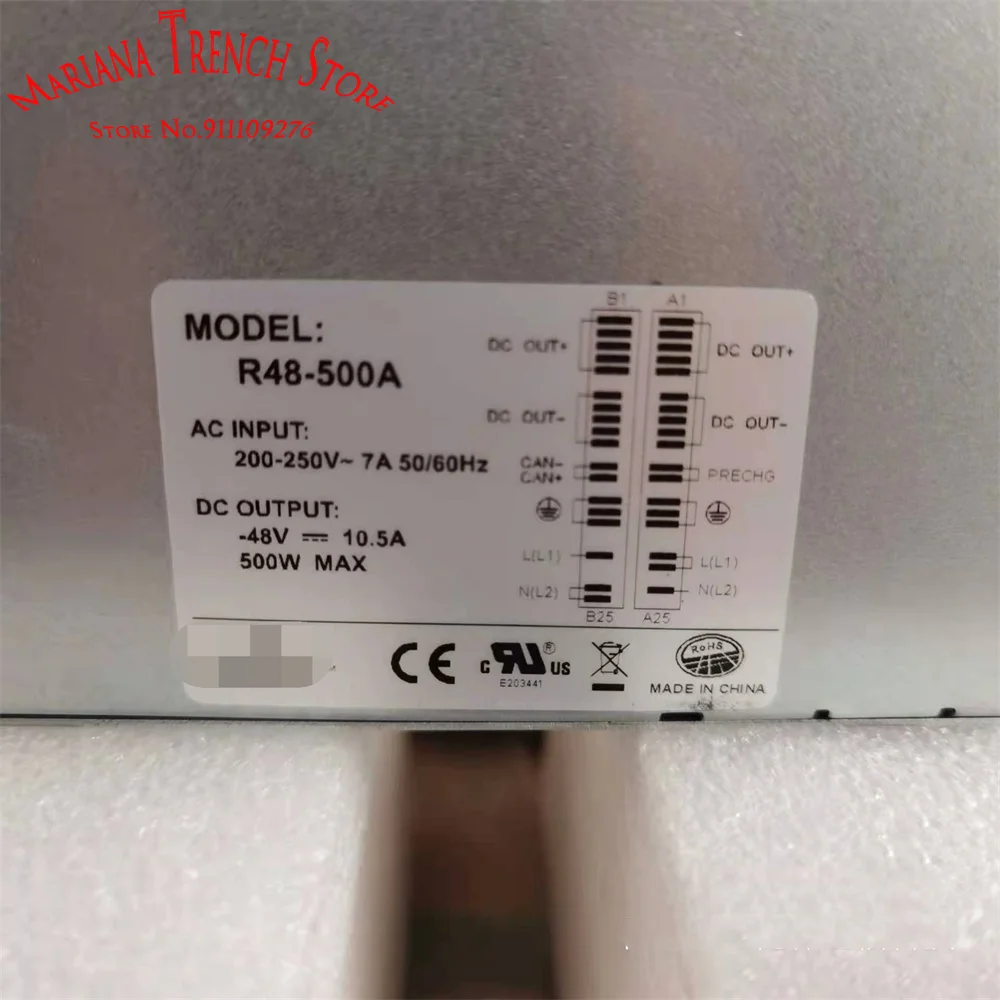 MARIANA TRENCH STORE
STORE NO.911109276
MODEL:
R48-500A
AC INPUT:
200-250V~ 7A 50/60Hz
DC OUTPUT:
-48V ⎓ 10.5A
500W MAX
B1 A1
DC OUT+ DC OUT+
DC OUT- DC OUT-
CAN-
CAN+ PRECHG
L(L1) L(L1)
N(L2) N(L2)
B25 A25
CE
c RU ® US
E203441
RoHS
MADE IN CHINA